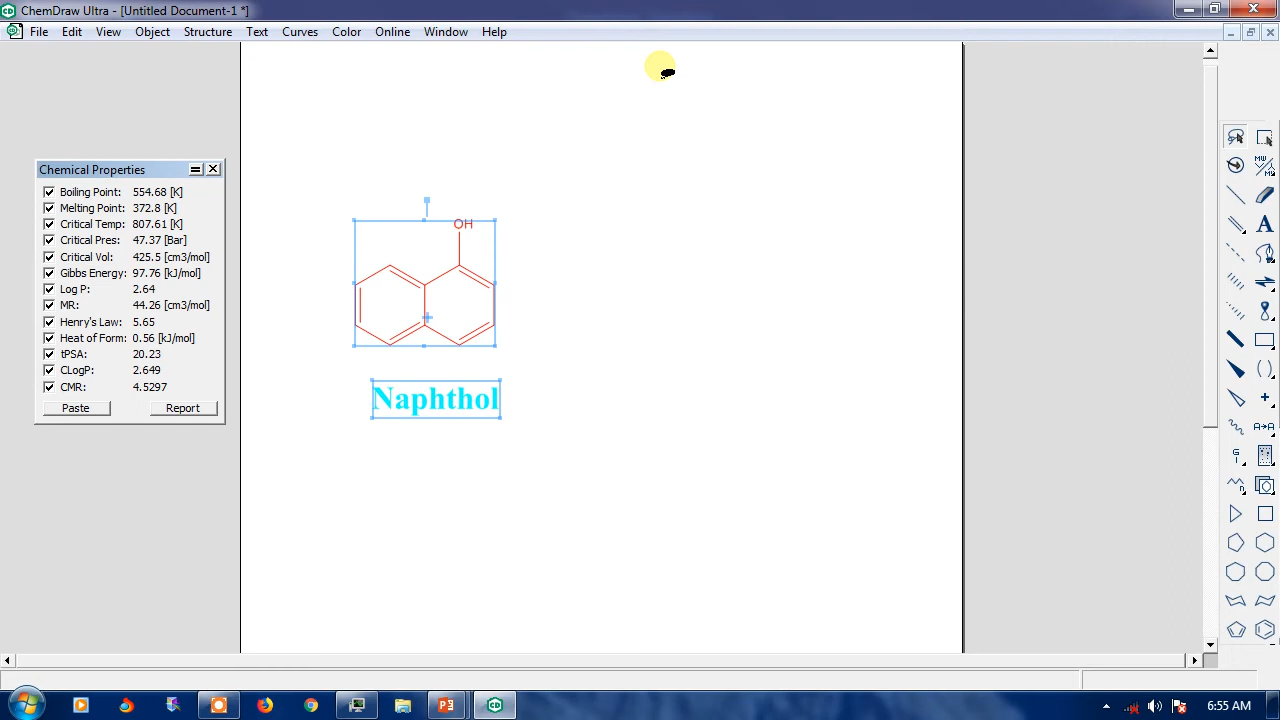 ChemDraw Ultra - [Untitled Document-1 *]
File Edit View Object Structure Text Curves Color Online Window Help
Chemical Properties
Boiling Point: 554.68 [K]
Melting Point: 372.8 [K]
Critical Temp: 807.61 [K]
Critical Pres: 47.37 [Bar]
Critical Vol: 425.5 [cm3/mol]
Gibbs Energy: 97.76 [kJ/mol]
Log P: 2.64
MR: 44.26 [cm3/mol]
Henry's Law: 5.65
Heat of Form: 0.56 [kJ/mol]
tPSA: 20.23
CLogP: 2.649
CMR: 4.5297
Paste Report
OH
Naphthol
MW
A
A→A
6:55 AM